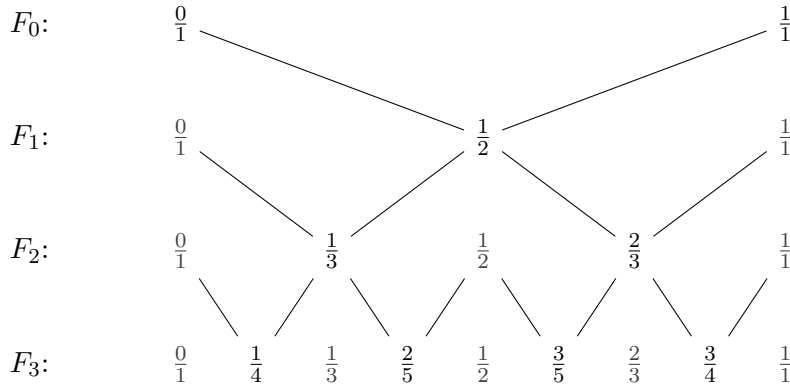 F₀: 0/1 1/1
F₁: 0/1 1/2 1/1
F₂: 0/1 1/3 1/2 2/3 1/1
F₃: 0/1 1/4 1/3 2/5 1/2 3/5 2/3 3/4 1/1